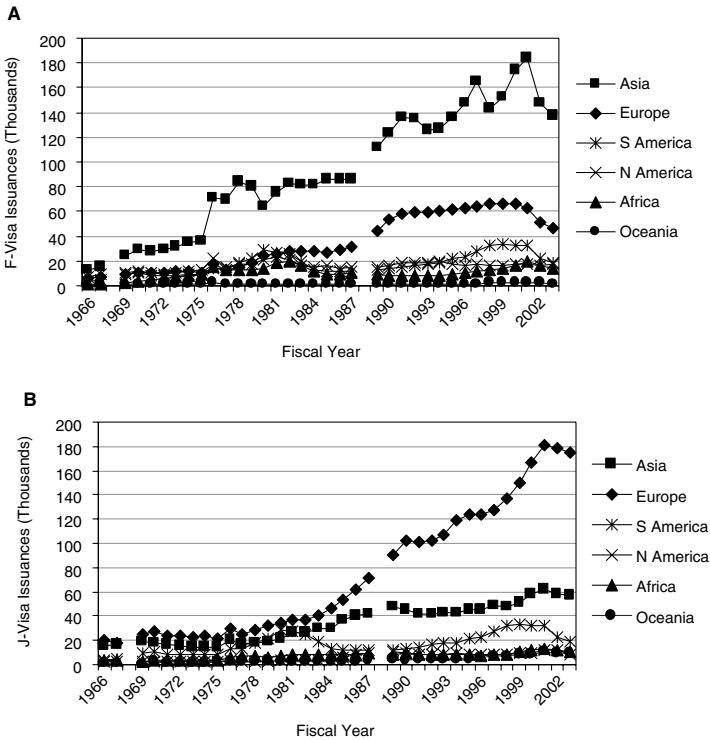 A
F-Visa Issuances (Thousands)
200
180
160
140
120
100
80
60
40
20
0
1966
1969
1972
1975
1978
1981
1984
1987
1990
1993
1996
1999
2002
Fiscal Year
Asia
Europe
S America
N America
Africa
Oceania
B
J-Visa Issuances (Thousands)
200
180
160
140
120
100
80
60
40
20
0
1966
1969
1972
1975
1978
1981
1984
1987
1990
1993
1996
1999
2002
Fiscal Year
Asia
Europe
S America
N America
Africa
Oceania